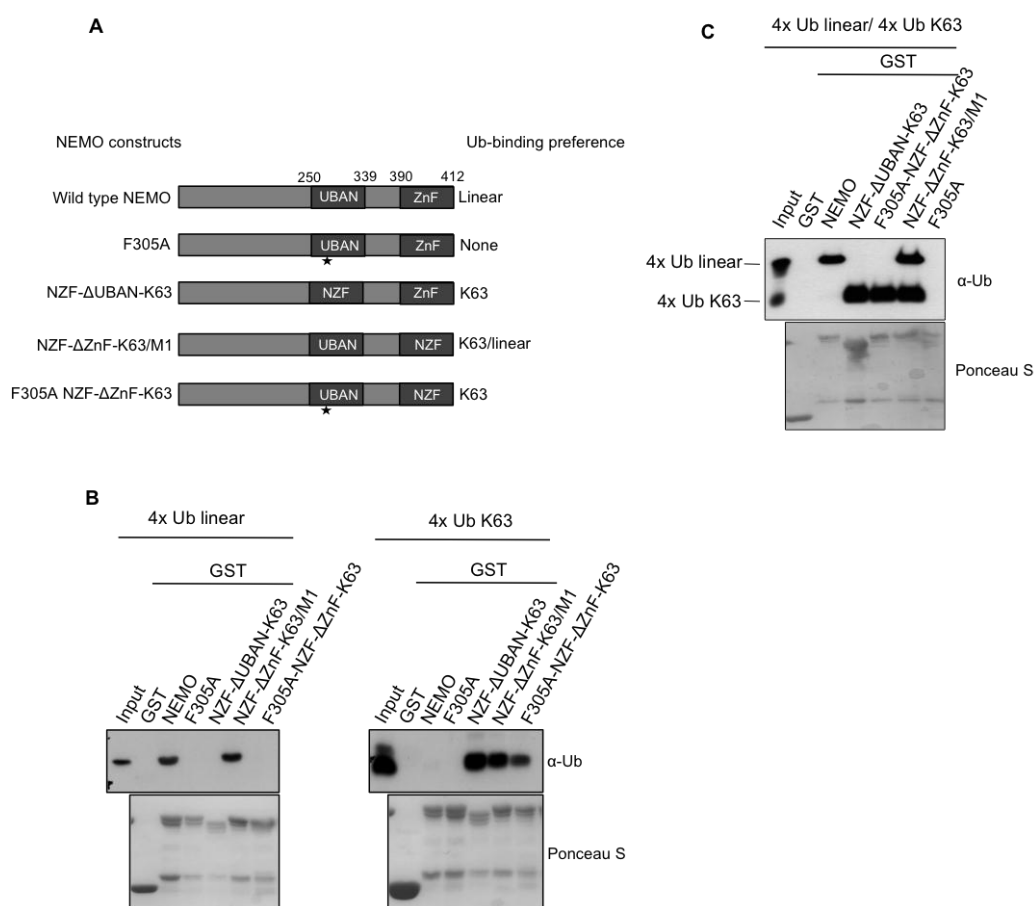 A
NEMO constructs
Ub-binding preference
250 339 390 412
Wild type NEMO UBAN ZnF Linear
F305A UBAN ZnF None
★
NZF-ΔUBAN-K63 NZF ZnF K63
NZF-ΔZnF-K63/M1 UBAN NZF K63/linear
F305A NZF-ΔZnF-K63 UBAN NZF K63
★
B
4x Ub linear
GST
Input
GST
NEMO
F305A
NZF-ΔUBAN-K63
NZF-ΔZnF-K63/M1
F305A-NZF-ΔZnF-K63
4x Ub K63
GST
Input
GST
NEMO
F305A
NZF-ΔUBAN-K63
NZF-ΔZnF-K63/M1
F305A-NZF-ΔZnF-K63
α-Ub
Ponceau S
C
4x Ub linear/ 4x Ub K63
GST
Input
GST
NEMO
NZF-ΔUBAN-K63
F305A-NZF-ΔZnF-K63
NZF-ΔZnF-K63/M1
F305A
4x Ub linear
4x Ub K63
α-Ub
Ponceau S